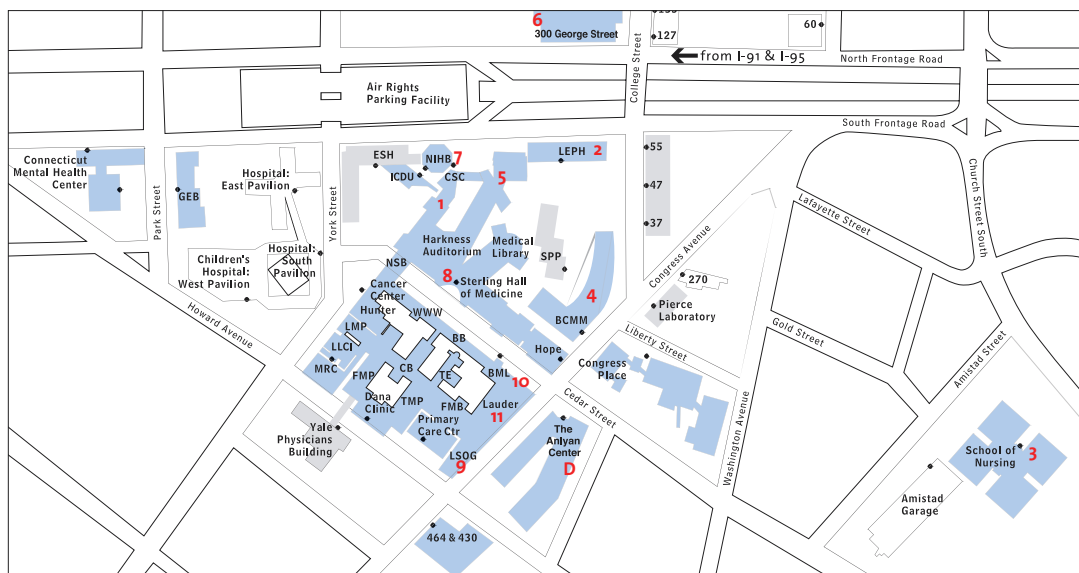 6
300 George Street
College Street
127
60
from I-91 & I-95
North Frontage Road
Air Rights
Parking Facility
South Frontage Road
Connecticut
Mental Health
Center
Park Street
GEB
Hospital:
East Pavilion
York Street
ESH
NIHB
7
ICDU
CSC
5
LEPH
2
55
47
37
1
Harkness
Auditorium
Medical
Library
SPP
Lafayette Street
Church Street South
Congress Avenue
Hospital:
South
Pavilion
Children's
Hospital:
West Pavilion
NSB
8
Sterling Hall
of Medicine
4
BCMM
270
Pierce
Laboratory
Howard Avenue
Cancer
Center
Hunter
WWW
LMP
LLCI
MRC
BB
CB
TE
BML
10
Hope
Liberty Street
Gold Street
Congress
Place
Amistad Street
FMP
Dana
Clinic
TMP
FMB
Lauder
11
Primary
Care Ctr
Yale
Physicians
Building
LSOG
9
Cedar Street
The
Anlyan
Center
D
Washington Avenue
School of
Nursing
3
Amistad
Garage
464 & 430